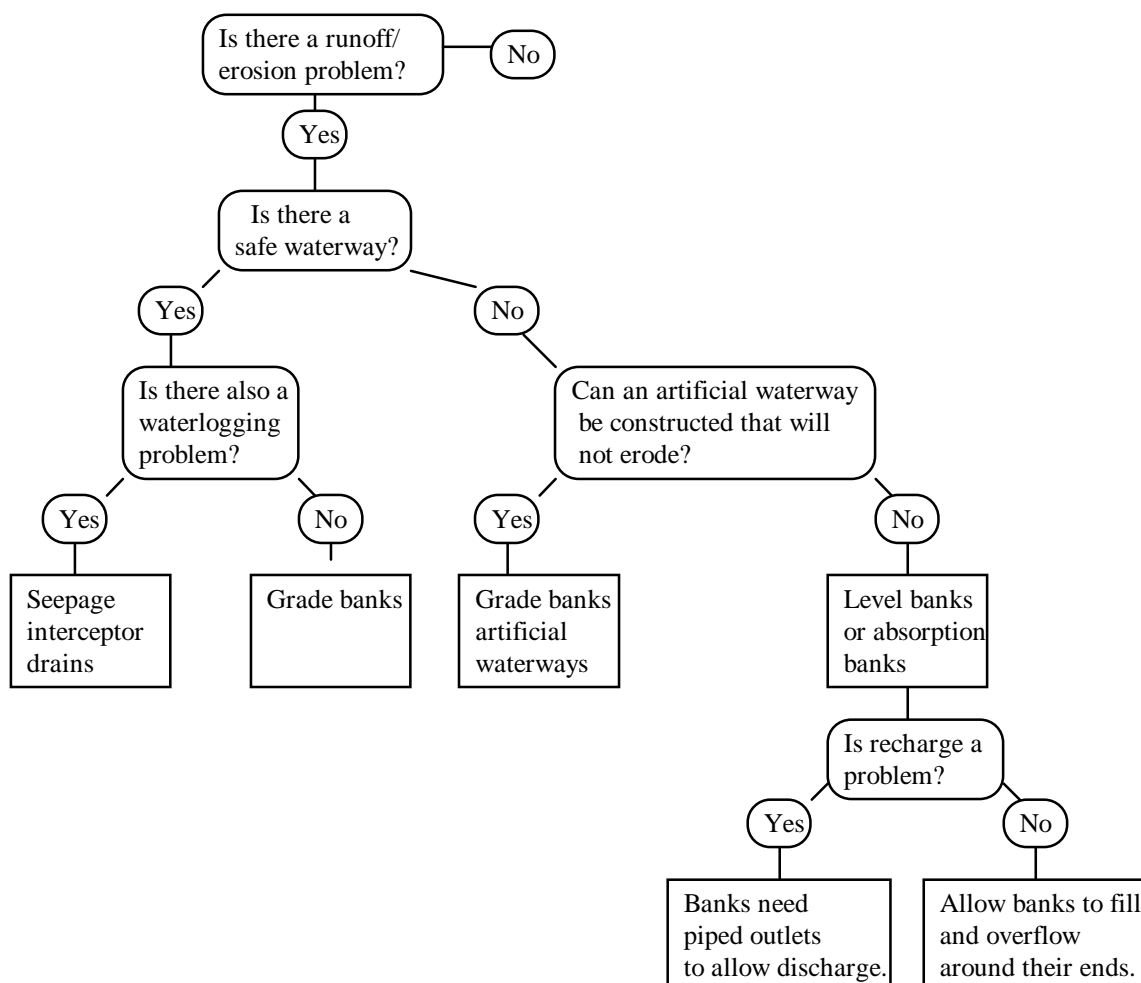 Is there a runoff/
erosion problem?
No
Yes
Is there a
safe waterway?
Yes
No
Is there also a
waterlogging
problem?
Can an artificial waterway
be constructed that will
not erode?
Yes
No
Yes
No
Seepage
interceptor
drains
Grade banks
Grade banks
artificial
waterways
Level banks
or absorption
banks
Is recharge a
problem?
Yes
No
Banks need
piped outlets
to allow discharge.
Allow banks to fill
and overflow
around their ends.